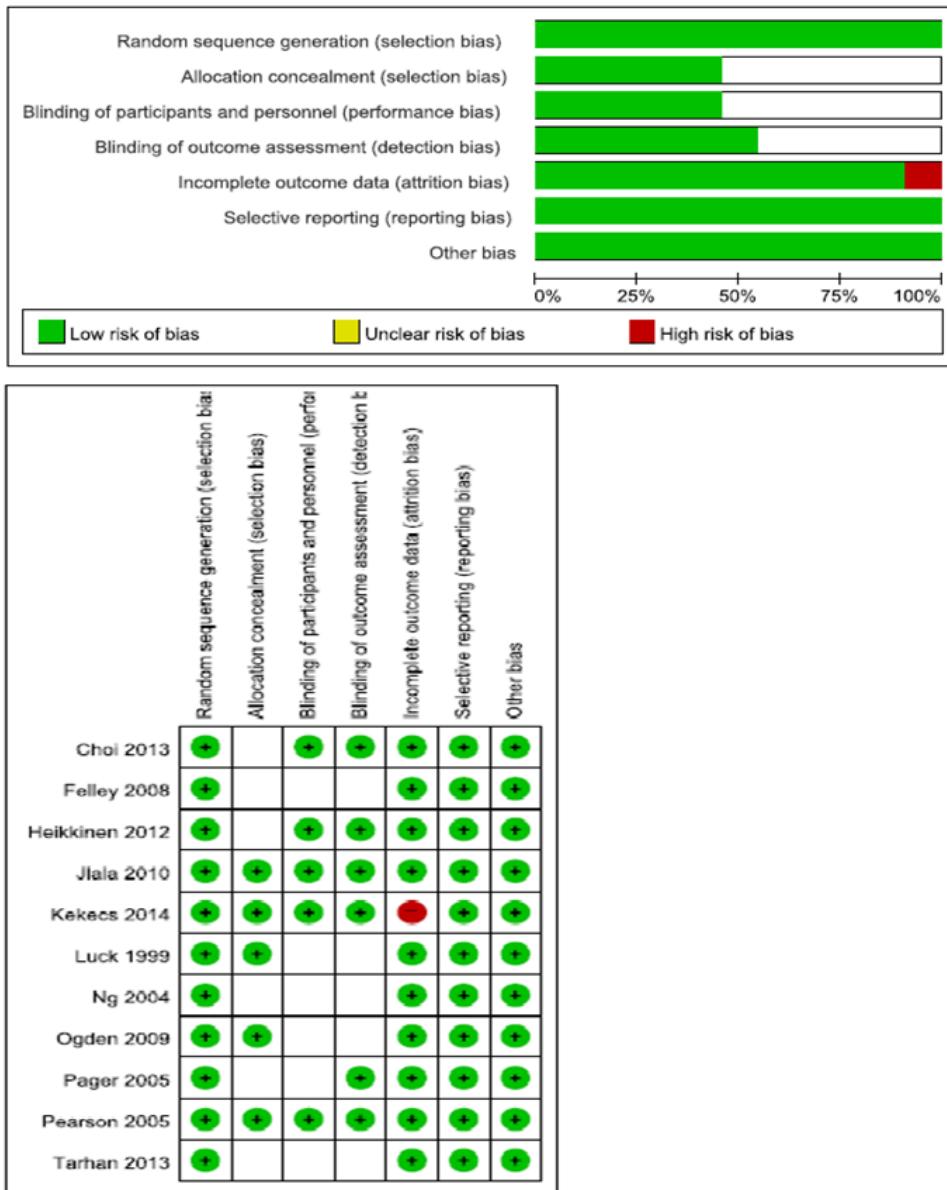 Random sequence generation (selection bias)
Allocation concealment (selection bias)
Blinding of participants and personnel (performance bias)
Blinding of outcome assessment (detection bias)
Incomplete outcome data (attrition bias)
Selective reporting (reporting bias)
Other bias
0% 25% 50% 75% 100%
Low risk of bias Unclear risk of bias High risk of bias
Random sequence generation (selection bias
Allocation concealment (selection bias)
Blinding of participants and personnel (perfor
Blinding of outcome assessment (detection b
Incomplete outcome data (attrition bias)
Selective reporting (reporting bias)
Other bias
Choi 2013 + + + + + +
Felley 2008 + + + +
Heikkinen 2012 + + + + + +
Jlala 2010 + + + + + + +
Kekecs 2014 + + + + − + +
Luck 1999 + + + + +
Ng 2004 + + + +
Ogden 2009 + + + + +
Pager 2005 + + + + +
Pearson 2005 + + + + + + +
Tarhan 2013 + + + +